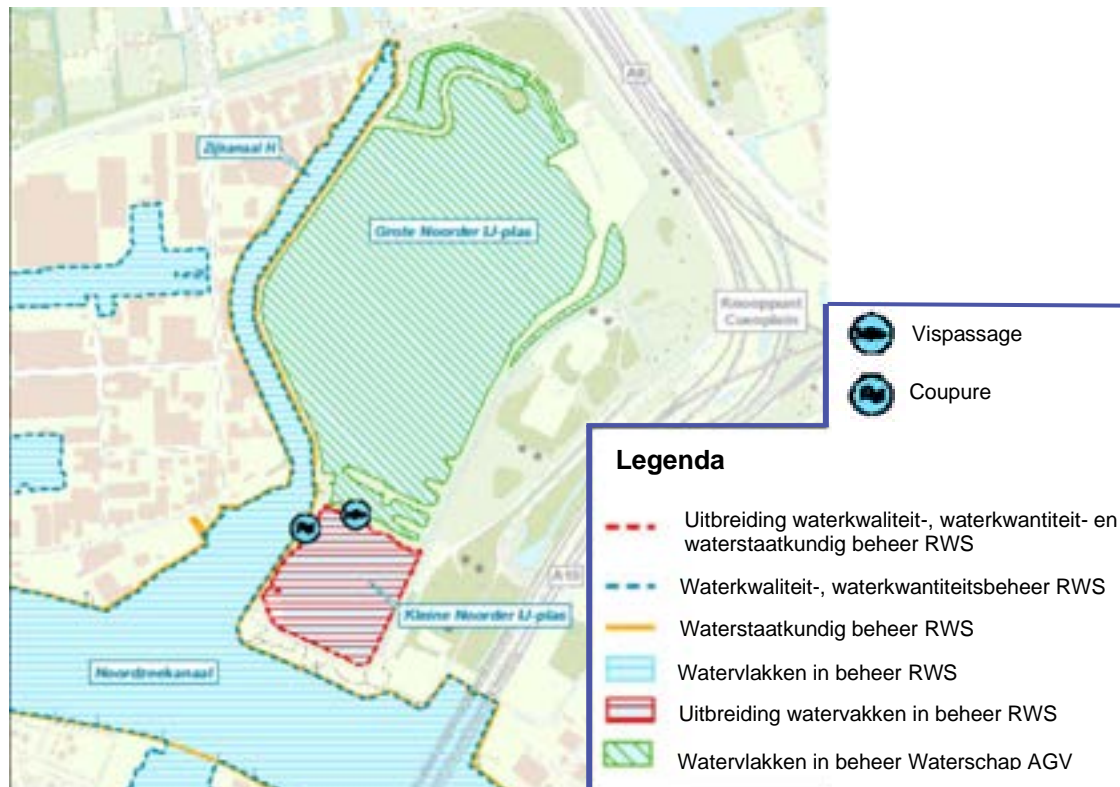 A8
Zijkanaal H
Grote Noorder IJ-plas
Knooppunt
Coenplein
Vispassage
Coupure
Legenda
Uitbreiding waterkwaliteit-, waterkwantiteit- en
waterstaatkundig beheer RWS
A10
Waterkwaliteit-, waterkwantiteitsbeheer RWS
Kleine Noorder IJ-plas
Waterstaatkundig beheer RWS
Noordzeekanaal
Watervlakken in beheer RWS
Uitbreiding watervakken in beheer RWS
Watervlakken in beheer Waterschap AGV